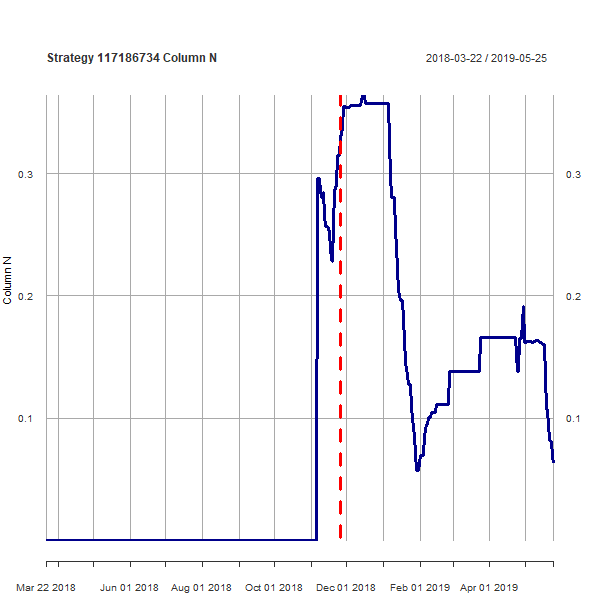 Strategy 117186734 Column N 2018-03-22 / 2019-05-25
0.3 0.3
0.2 0.2
Column N
0.1 0.1
Mar 22 2018 Jun 01 2018 Aug 01 2018 Oct 01 2018 Dec 01 2018 Feb 01 2019 Apr 01 2019